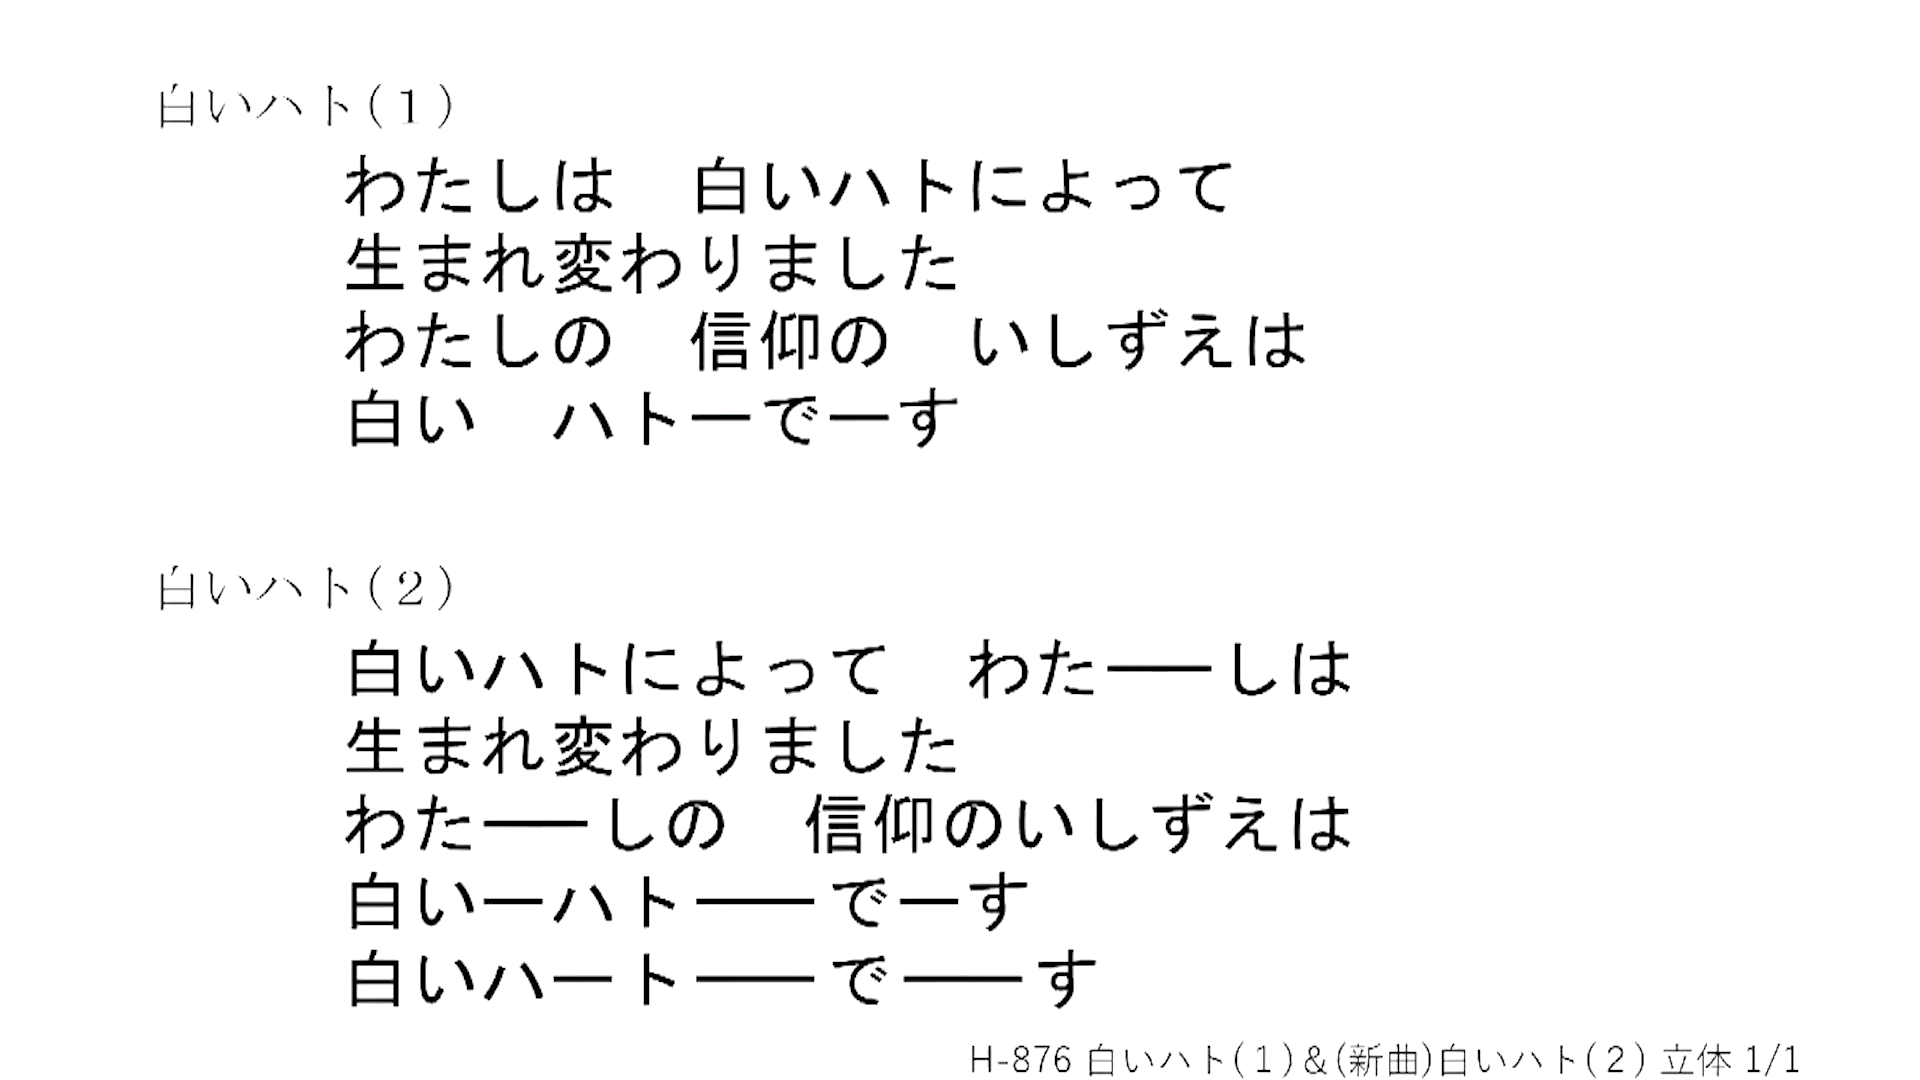 白いハト(１)
わたしは　白いハトによって
生まれ変わりました
わたしの　信仰の　いしずえは
白い　ハトーでーす
白いハト(２)
白いハトによって　わた──しは
生まれ変わりました
わた──しの　信仰のいしずえは
白いーハト──でーす
白いハート──で──す
H-876 白いハト(１)＆(新曲)白いハト(２) 立体 1/1